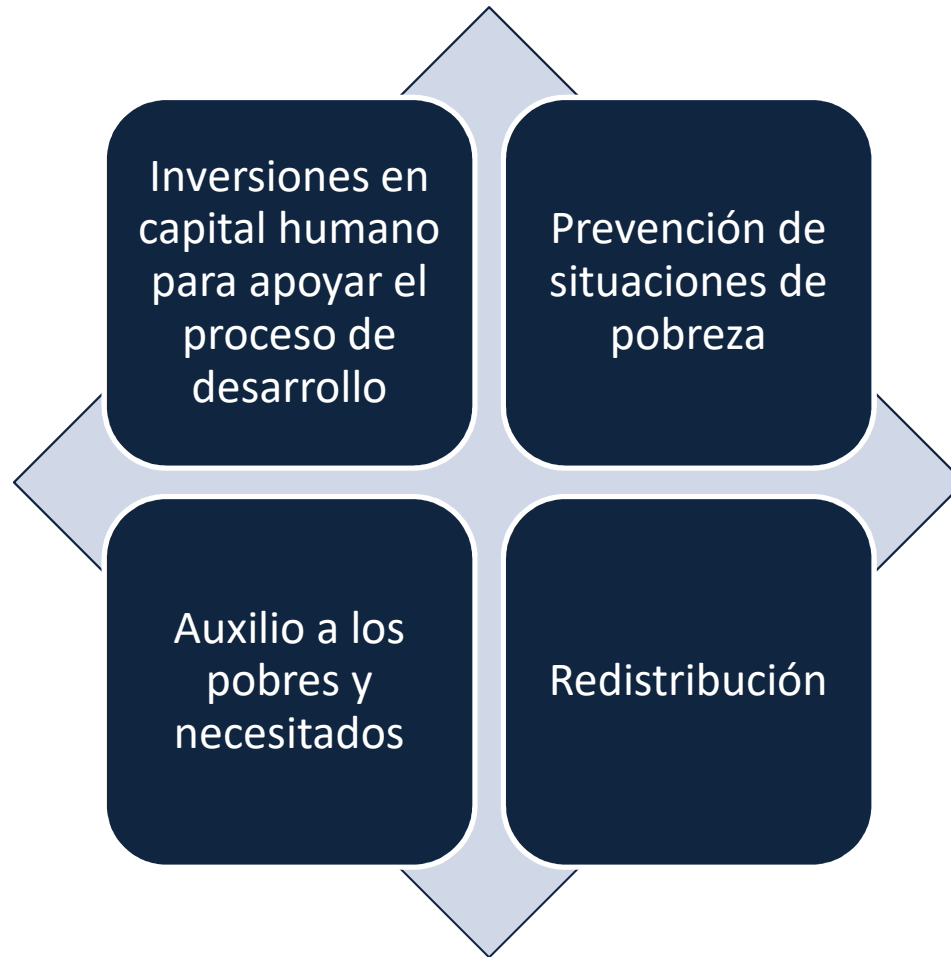 Inversiones en
capital humano
para apoyar el
proceso de
desarrollo
Prevención de
situaciones de
pobreza
Auxilio a los
pobres y
necesitados
Redistribución